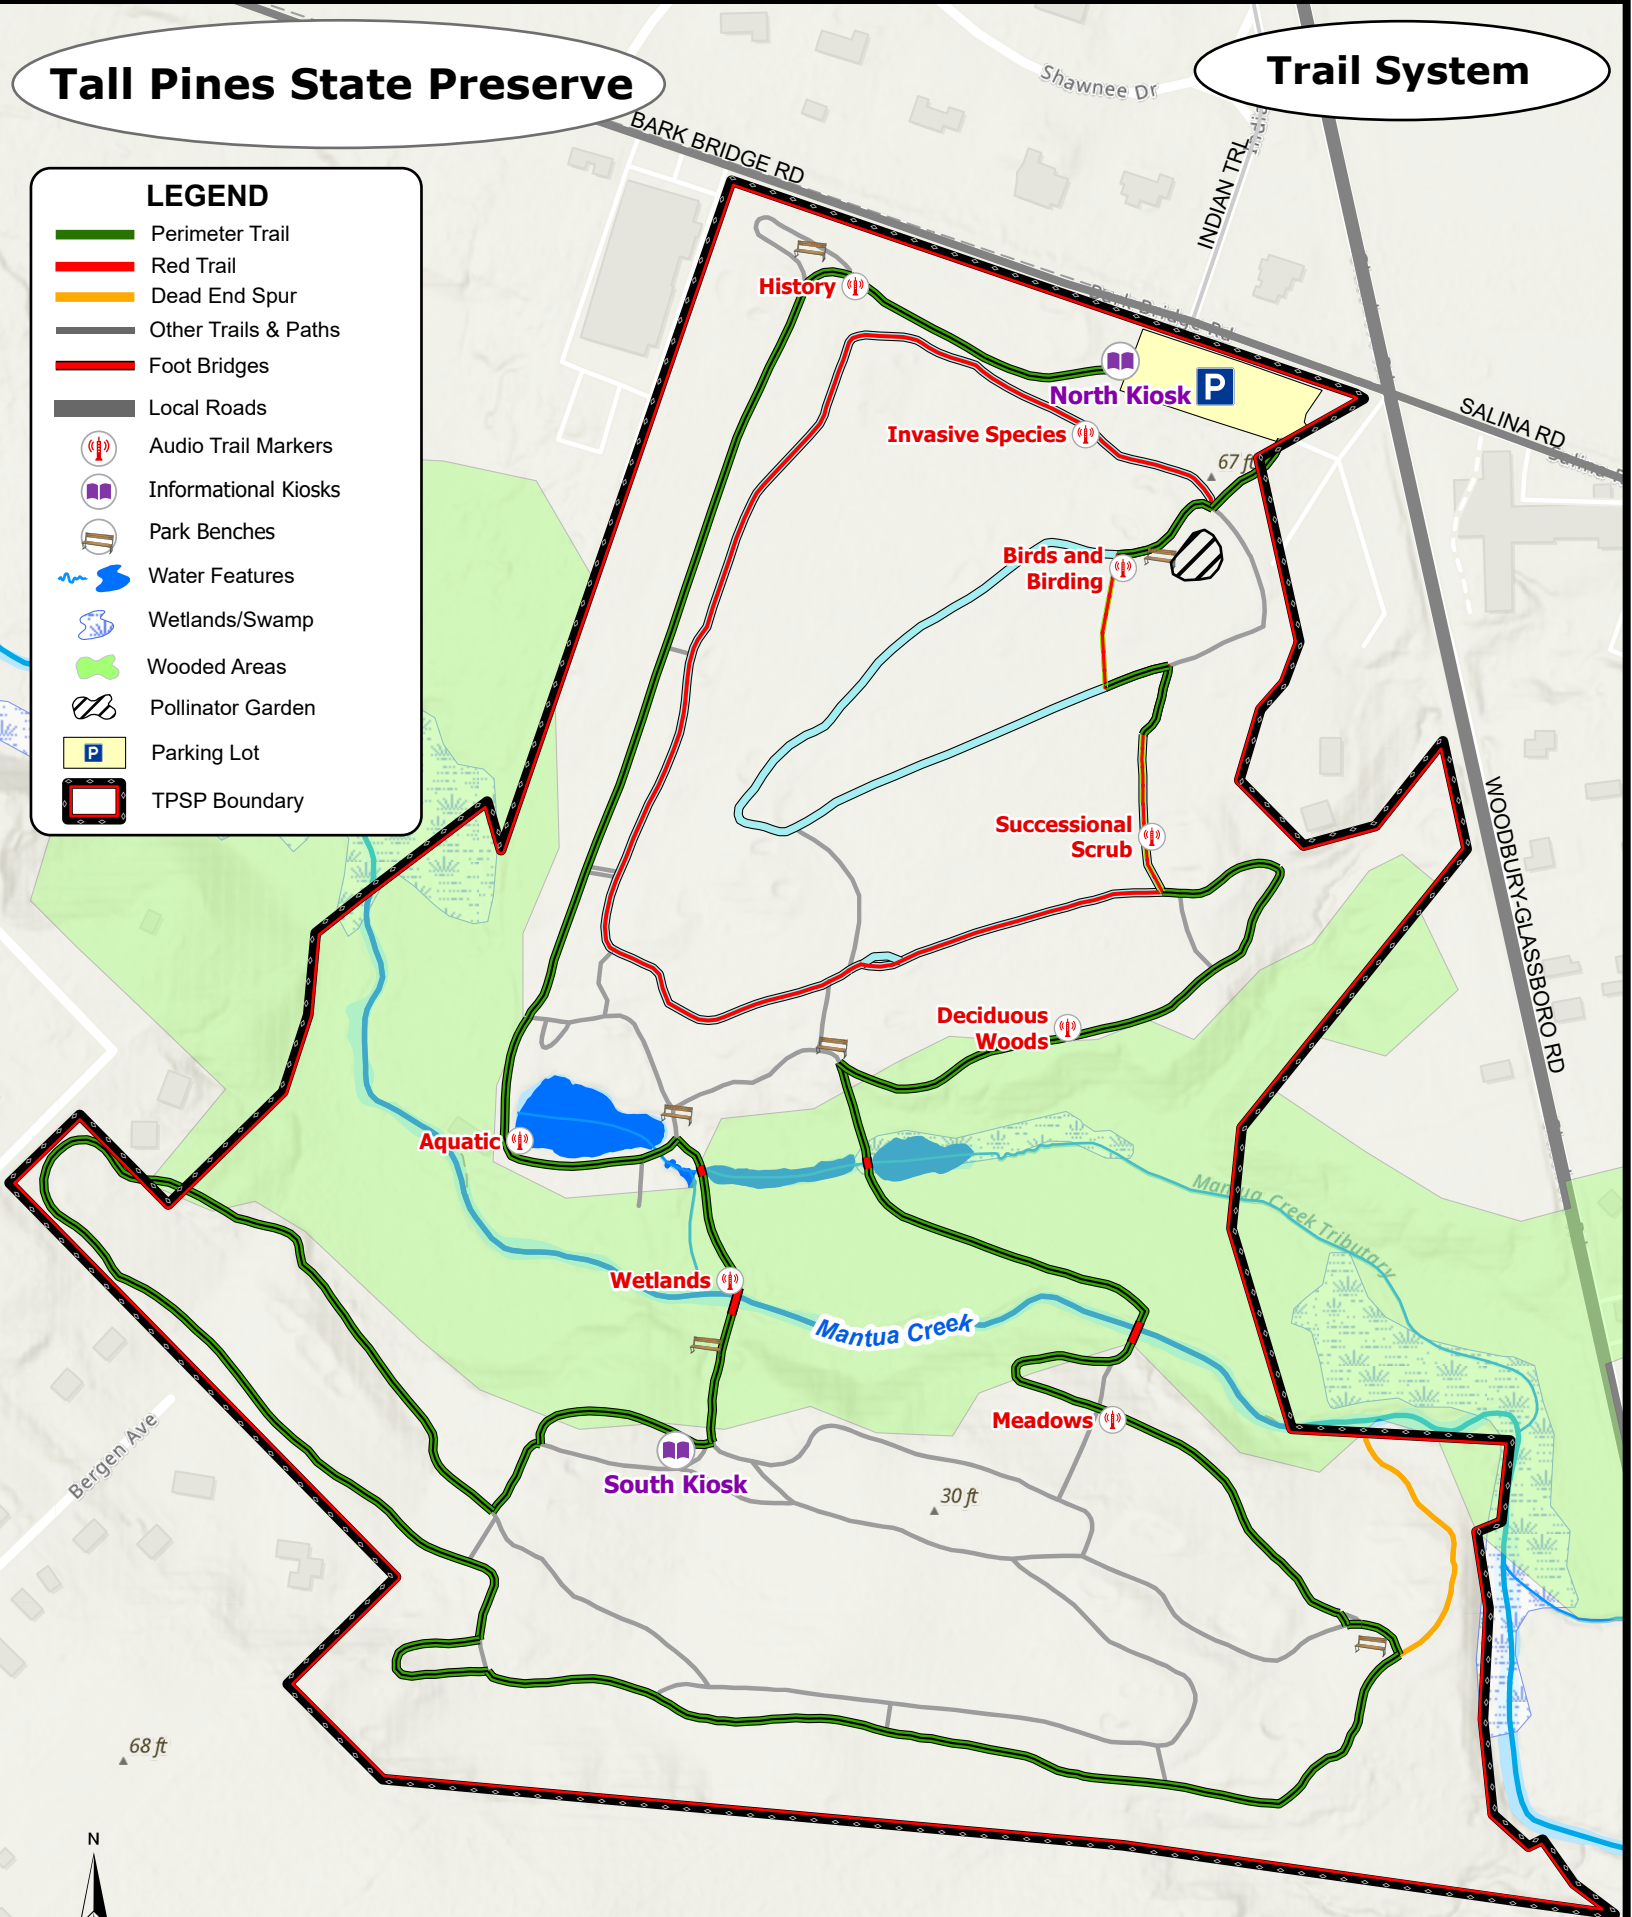 Tall Pines State Preserve
Trail System
Shawnee Dr
BARK BRIDGE RD
INDIAN TRL
LEGEND
Perimeter Trail
Red Trail
Dead End Spur
Other Trails & Paths
Foot Bridges
Local Roads
Audio Trail Markers
Informational Kiosks
Park Benches
Water Features
Wetlands/Swamp
Wooded Areas
Pollinator Garden
P
Parking Lot
TPSP Boundary
History
North Kiosk
P
SALINA RD
Invasive Species
67 ft
Birds and
Birding
Successional
Scrub
WOODBURY-GLASSBORO RD
Deciduous
Woods
Aquatic
Mantua Creek Tributary
Wetlands
Mantua Creek
Meadows
Bergen Ave
South Kiosk
30 ft
68 ft
N